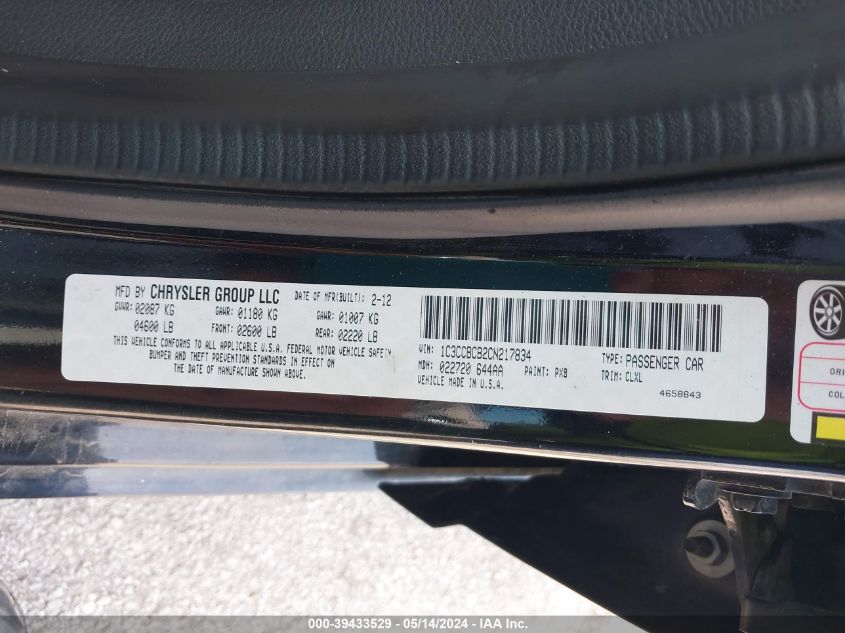 MFD BY CHRYSLER GROUP LLC DATE OF MFR(BUILT): 2-12
GVWR: 02087 KG GAWR: 01180 KG GAWR: 01007 KG
04600 LB FRONT: 02600 LB REAR: 02220 LB
THIS VEHICLE CONFORMS TO ALL APPLICABLE U.S.A. FEDERAL MOTOR VEHICLE SAFETY,
BUMPER AND THEFT PREVENTION STANDARDS IN EFFECT ON
THE DATE OF MANUFACTURE SHOWN ABOVE.
VIN: 1C3CCBCB2CN217834 TYPE: PASSENGER CAR
MDH: 022720 644AA PAINT: PX8 TRIM: CLXL
VEHICLE MADE IN U.S.A. 4658843
ORI
COL
000-39433529 - 05/14/2024 - IAA Inc.